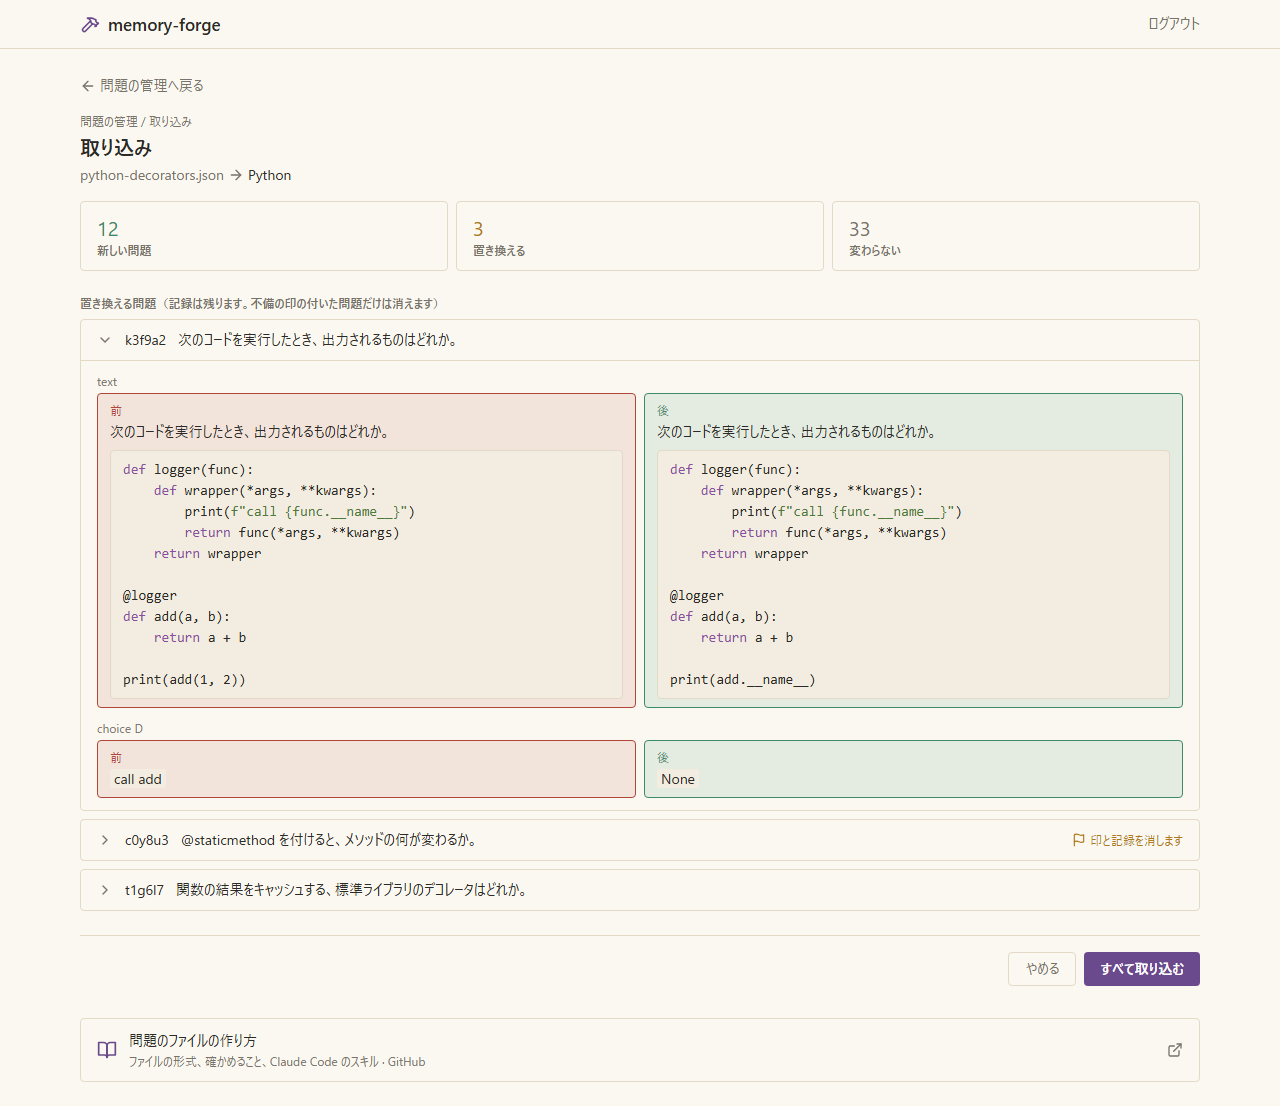 memory-forge
ログアウト
← 問題の管理へ戻る
問題の管理 / 取り込み
取り込み
python-decorators.json → Python
12
新しい問題
3
置き換える
33
変わらない
置き換える問題（記録は残ります。不備の印の付いた問題だけは消えます）
k3f9a2 次のコードを実行したとき、出力されるものはどれか。
text
前
次のコードを実行したとき、出力されるものはどれか。
def logger(func):
    def wrapper(*args, **kwargs):
        print(f"call {func.__name__}")
        return func(*args, **kwargs)
    return wrapper

@logger
def add(a, b):
    return a + b

print(add(1, 2))
後
次のコードを実行したとき、出力されるものはどれか。
def logger(func):
    def wrapper(*args, **kwargs):
        print(f"call {func.__name__}")
        return func(*args, **kwargs)
    return wrapper

@logger
def add(a, b):
    return a + b

print(add.__name__)
choice D
前
call add
後
None
c0y8u3 @staticmethod を付けると、メソッドの何が変わるか。
印と記録を消します
t1g6l7 関数の結果をキャッシュする、標準ライブラリのデコレータはどれか。
やめる
すべて取り込む
問題のファイルの作り方
ファイルの形式、確かめること、Claude Code のスキル · GitHub